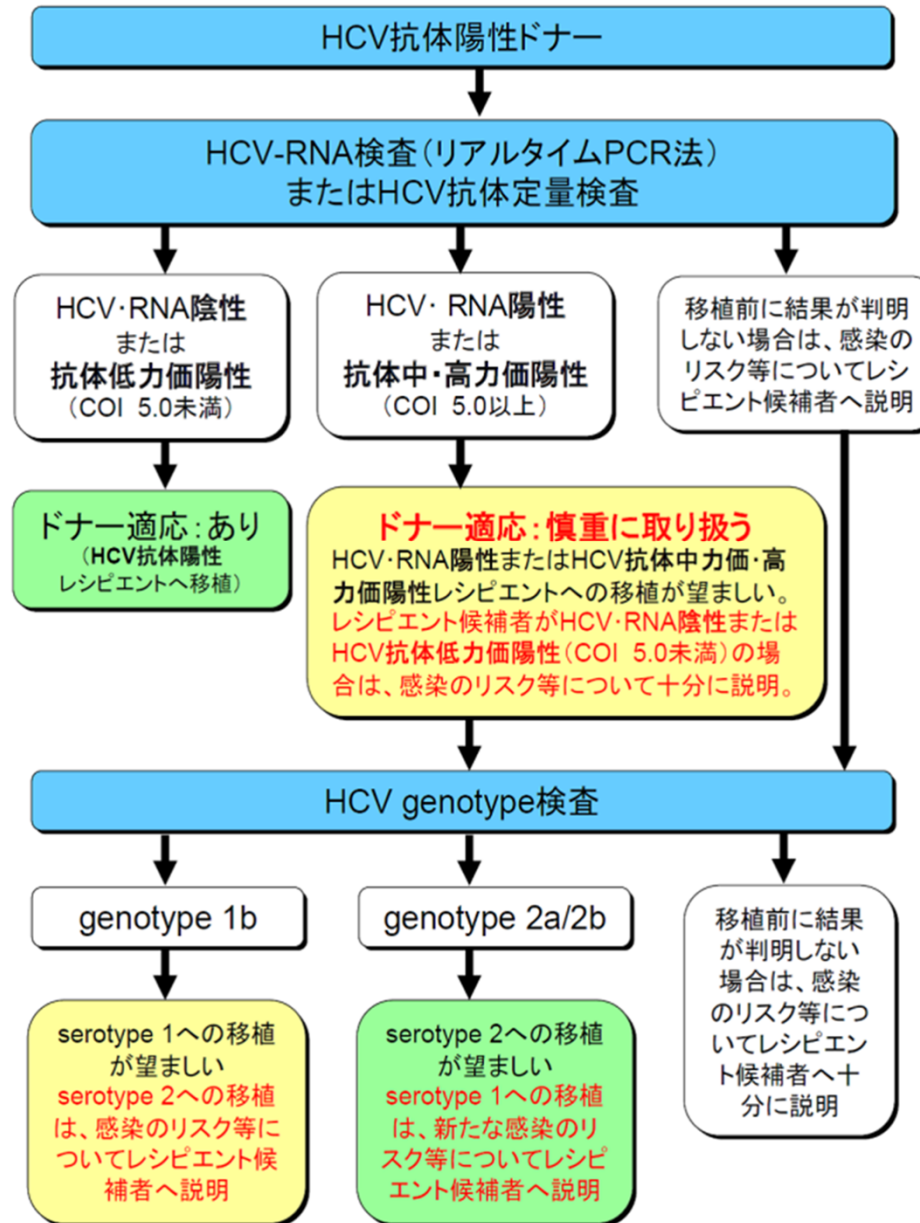 HCV抗体陽性ドナー
HCV-RNA検査(リアルタイムPCR法)
またはHCV抗体定量検査
HCV・RNA陰性
または
抗体低力価陽性
(COI 5.0未満)
HCV・ RNA陽性
または
抗体中・高力価陽性
(COI 5.0以上)
移植前に結果が判明
しない場合は、感染の
リスク等についてレシ
ピエント候補者へ説明
ドナー適応:あり
(HCV抗体陽性
レシピエントへ移植)
ドナー適応:慎重に取り扱う
HCV・RNA陽性またはHCV抗体中力価・高
力価陽性レシピエントへの移植が望ましい。
レシピエント候補者がHCV・RNA陰性または
HCV抗体低力価陽性(COI 5.0未満)の場
合は、感染のリスク等について十分に説明。
HCV genotype検査
genotype 1b
genotype 2a/2b
移植前に結果
が判明しない
場合は、感染
のリスク等につ
いてレシピエン
ト候補者へ十
分に説明
serotype 1への移植
が望ましい
serotype 2への移植
は、感染のリスク等に
ついてレシピエント候
補者へ説明
serotype 2への移植
が望ましい
serotype 1への移植
は、新たな感染のリ
スク等についてレシピ
エント候補者へ説明